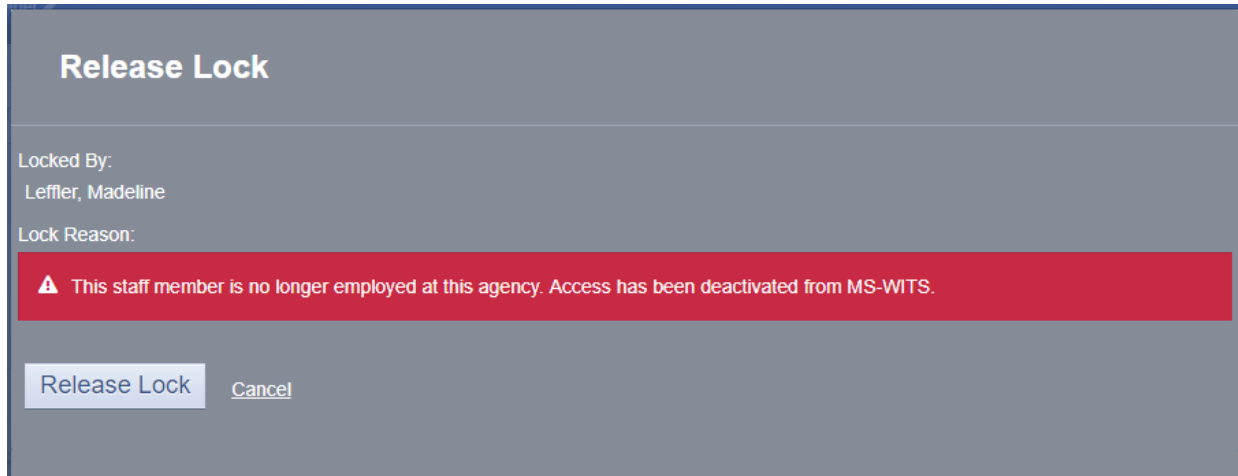 Release Lock
Locked By:
Leffler, Madeline
Lock Reason:
This staff member is no longer employed at this agency. Access has been deactivated from MS-WITS.
Release Lock Cancel